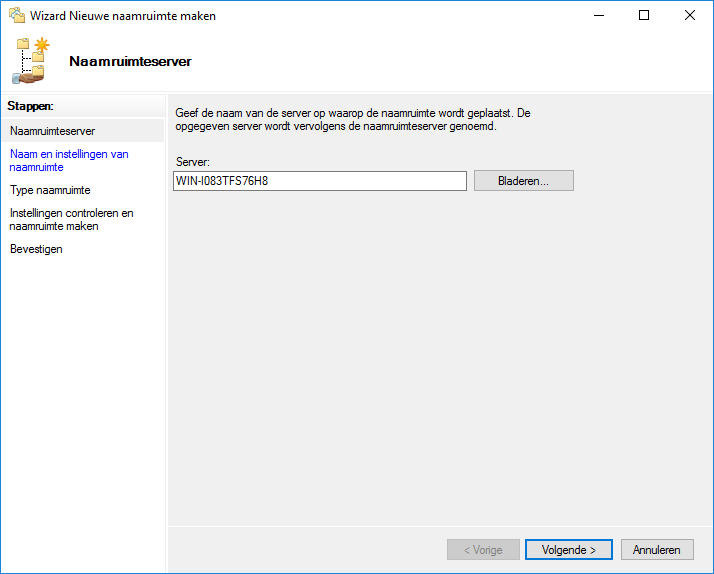 Wizard Nieuwe naamruimte maken
Naamruimteserver
Stappen:
Naamruimteserver
Naam en instellingen van
naamruimte
Type naamruimte
Instellingen controleren en
naamruimte maken
Bevestigen
Geef de naam van de server op waarop de naamruimte wordt geplaatst. De
opgegeven server wordt vervolgens de naamruimteserver genoemd.
Server:
WIN-I083TFS76H8
Bladeren...
< Vorige
Volgende >
Annuleren